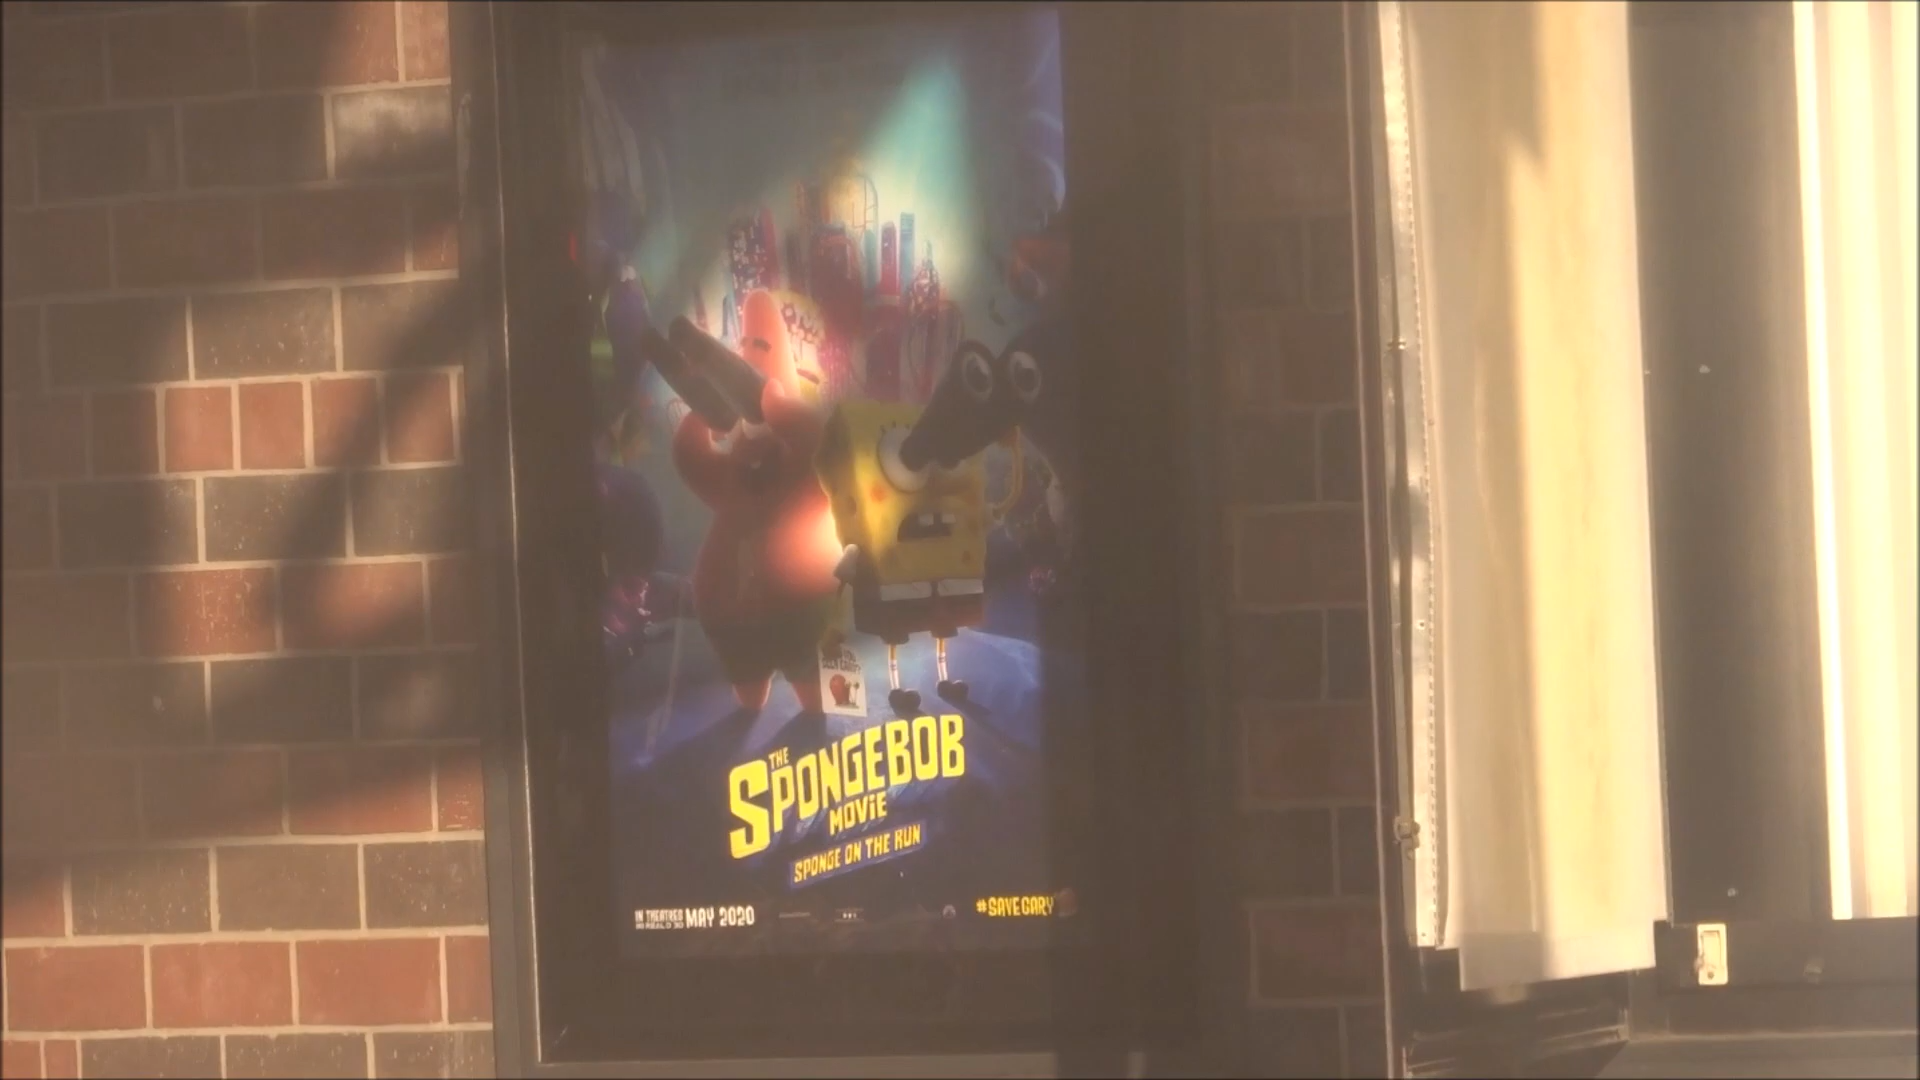 THE
SPONGEBOB
MOVIE
SPONGE ON THE RUN
IN THEATRES
MAY 2020
#SAVEGARY